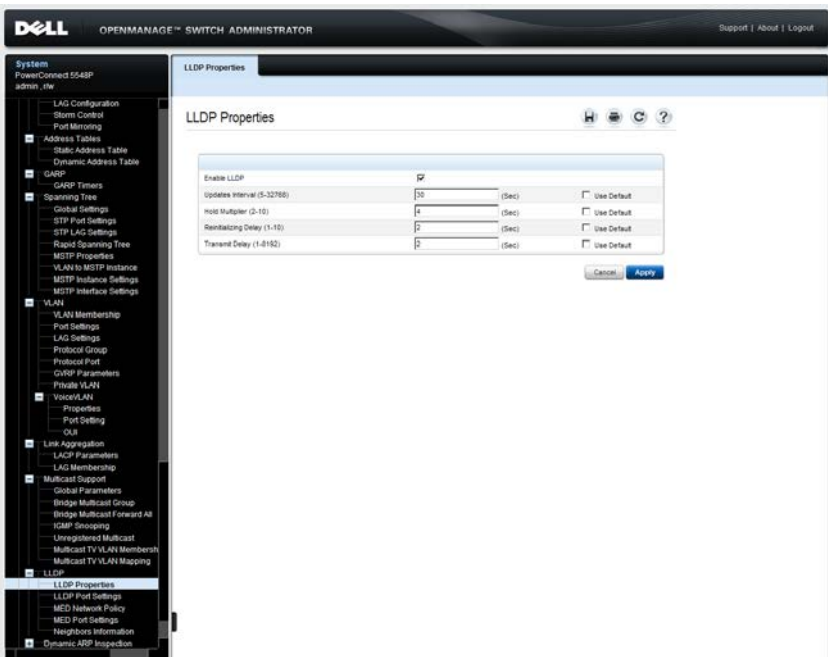 DELL OPENMANAGE™ SWITCH ADMINISTRATOR Support | About | Logout
System
PowerConnect 5548P
admin , r/w
LAG Configuration
Storm Control
Port Mirroring
Address Tables
Static Address Table
Dynamic Address Table
GARP
GARP Timers
Spanning Tree
Global Settings
STP Port Settings
STP LAG Settings
Rapid Spanning Tree
MSTP Properties
VLAN to MSTP Instance
MSTP Instance Settings
MSTP Interface Settings
VLAN
VLAN Membership
Port Settings
LAG Settings
Protocol Group
Protocol Port
GVRP Parameters
Private VLAN
VoiceVLAN
Properties
Port Setting
OUI
Link Aggregation
LACP Parameters
LAG Membership
Multicast Support
Global Parameters
Bridge Multicast Group
Bridge Multicast Forward All
IGMP Snooping
Unregistered Multicast
Multicast TV VLAN Membersh
Multicast TV VLAN Mapping
LLDP
LLDP Properties
LLDP Port Settings
MED Network Policy
MED Port Settings
Neighbors Information
Dynamic ARP Inspection
LLDP Properties
LLDP Properties
Enable LLDP
Updates Interval (5-32768) 30 (Sec) Use Default
Hold Multiplier (2-10) 4 (Sec) Use Default
Reinitializing Delay (1-10) 2 (Sec) Use Default
Transmit Delay (1-8192) 2 (Sec) Use Default
Cancel Apply